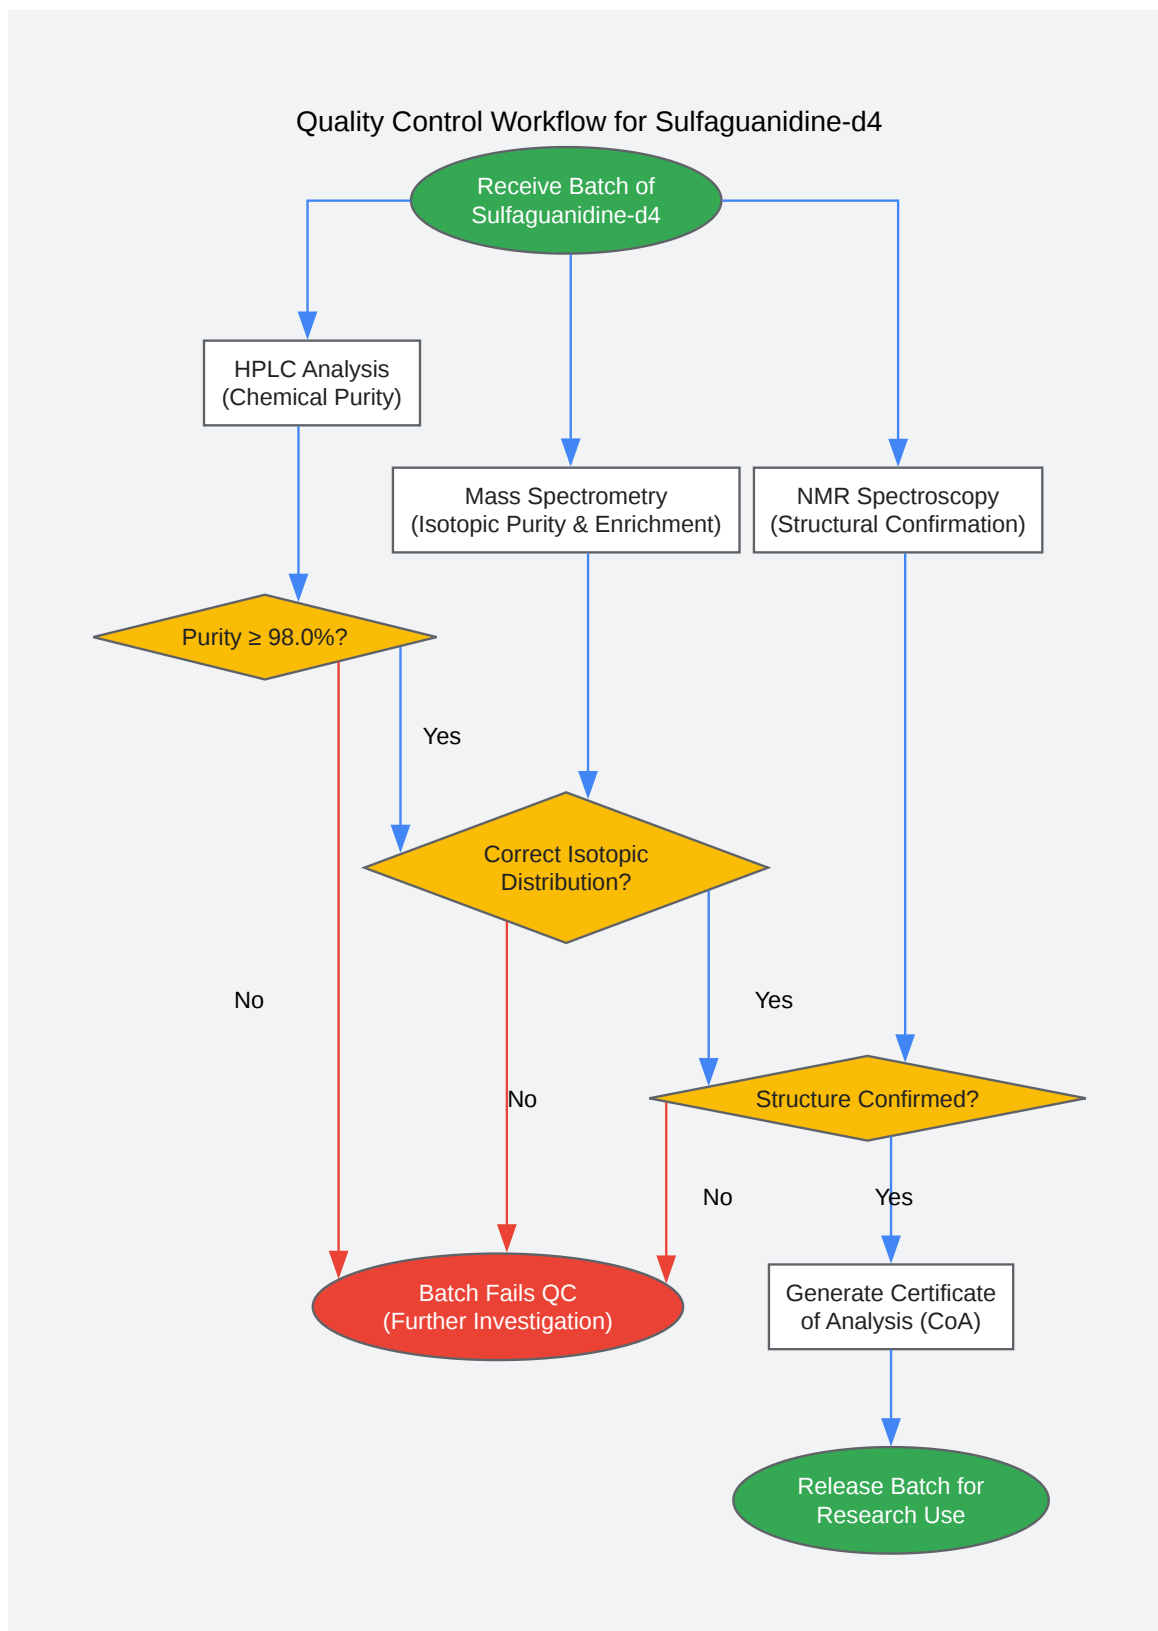 Quality Control Workflow for Sulfaguanidine-d4
Receive Batch of
Sulfaguanidine-d4
HPLC Analysis
(Chemical Purity)
Mass Spectrometry
(Isotopic Purity & Enrichment)
NMR Spectroscopy
(Structural Confirmation)
Purity ≥ 98.0%?
Yes
Correct Isotopic
Distribution?
No
Yes
No
Structure Confirmed?
No
Yes
Batch Fails QC
(Further Investigation)
Generate Certificate
of Analysis (CoA)
Release Batch for
Research Use